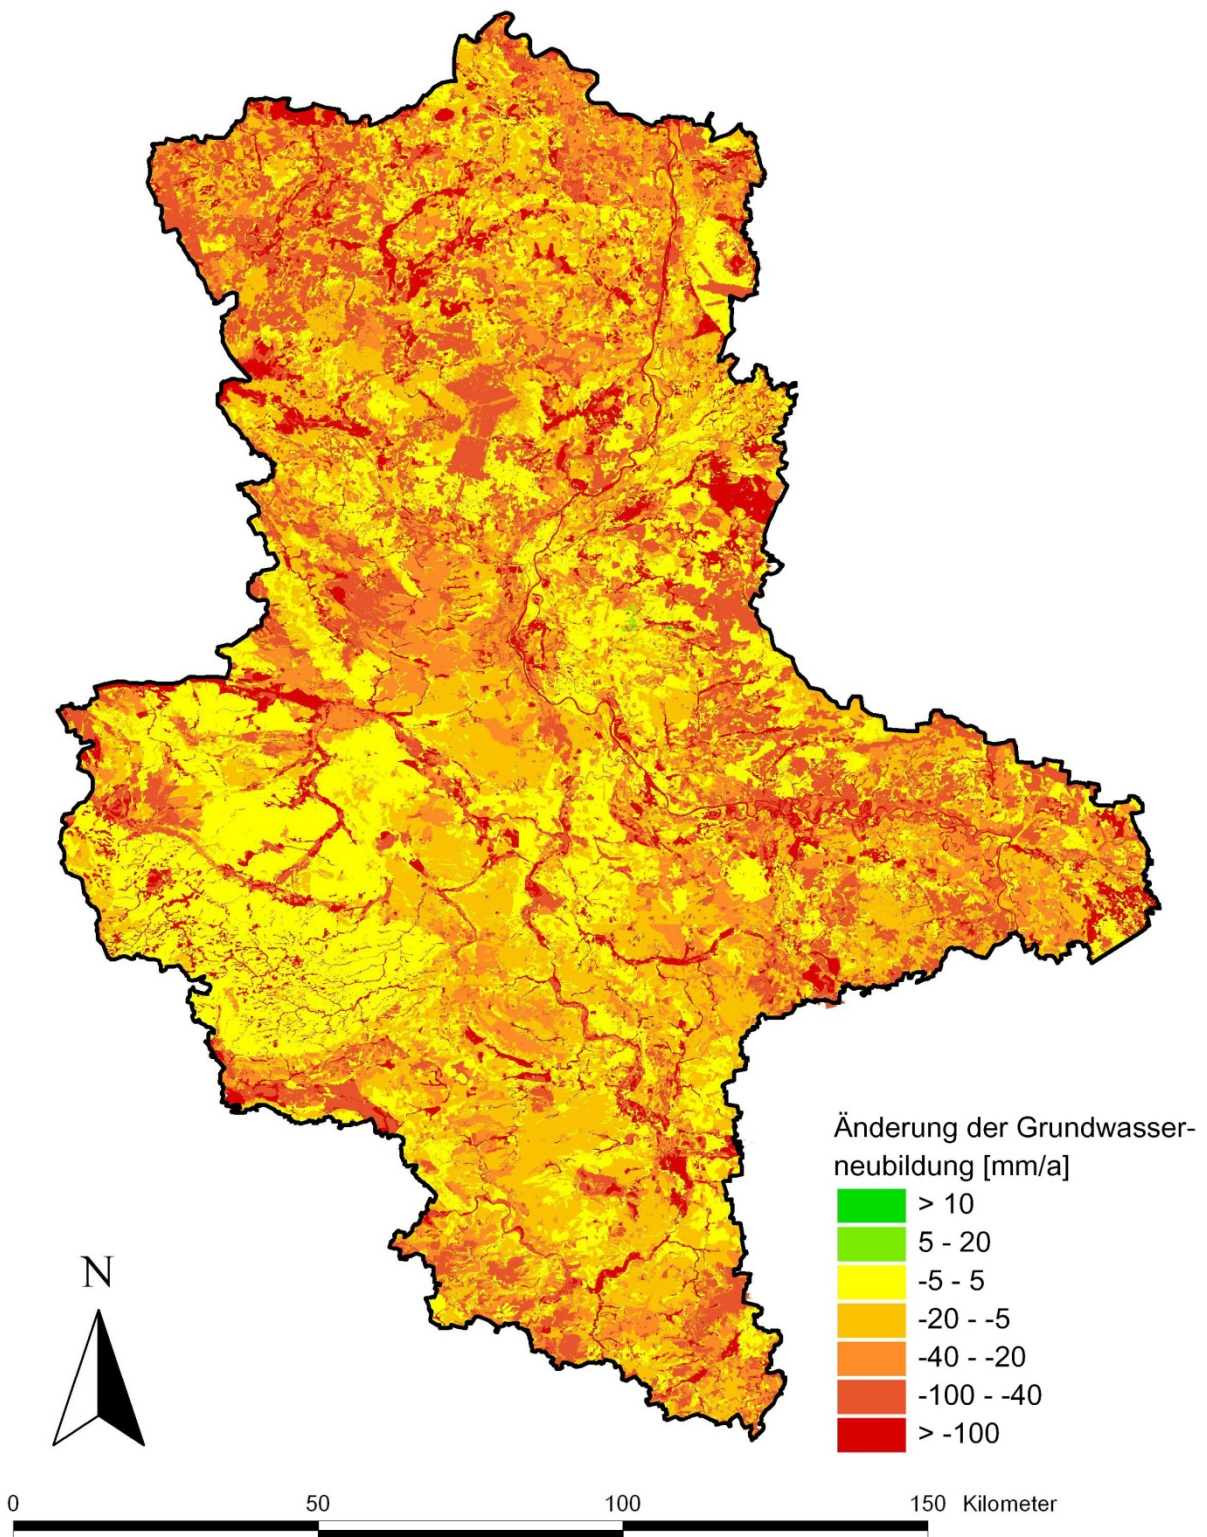 Änderung der Grundwasser-
neubildung [mm/a]
> 10
5 - 20
-5 - 5
-20 - -5
-40 - -20
-100 - -40
> -100
N
0 50 100 150 Kilometer